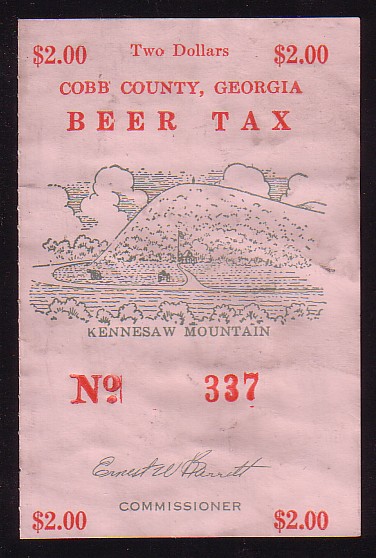 $2.00 Two Dollars $2.00
COBB COUNTY, GEORGIA
BEER TAX
KENNESAW MOUNTAIN
No 337
Ernest W Barrett
COMMISSIONER
$2.00 $2.00